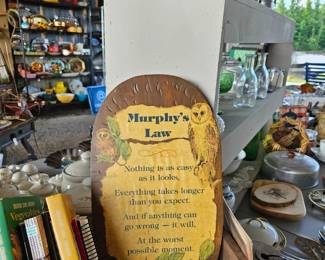 Murphy's
Law
Nothing is as easy
as it looks,
Everything takes longer
than you expect.
And if anything can
go wrong — it will,
At the worst
possible moment.
Vegetables